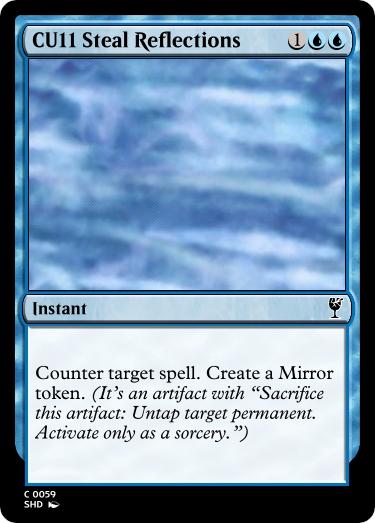 CU11 Steal Reflections 1
Instant
Counter target spell. Create a Mirror
token. (It's an artifact with “Sacrifice
this artifact: Untap target permanent.
Activate only as a sorcery.”)
C 0059
SHD